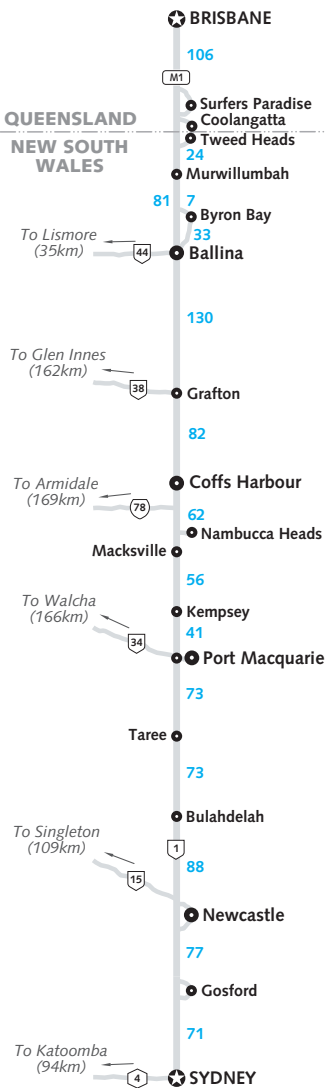 BRISBANE
106
M1
Surfers Paradise
QUEENSLAND
Coolangatta
NEW SOUTH
WALES
Tweed Heads
24
Murwillumbah
81 7
Byron Bay
To Lismore
(35km)
33
44
Ballina
130
To Glen Innes
(162km)
38
Grafton
82
Coffs Harbour
To Armidale
(169km)
78
62
Nambucca Heads
Macksville
56
To Walcha
(166km)
Kempsey
34
41
Port Macquarie
73
Taree
73
Bulahdelah
To Singleton
(109km)
1
15
88
Newcastle
77
Gosford
71
To Katoomba
(94km)
4
SYDNEY